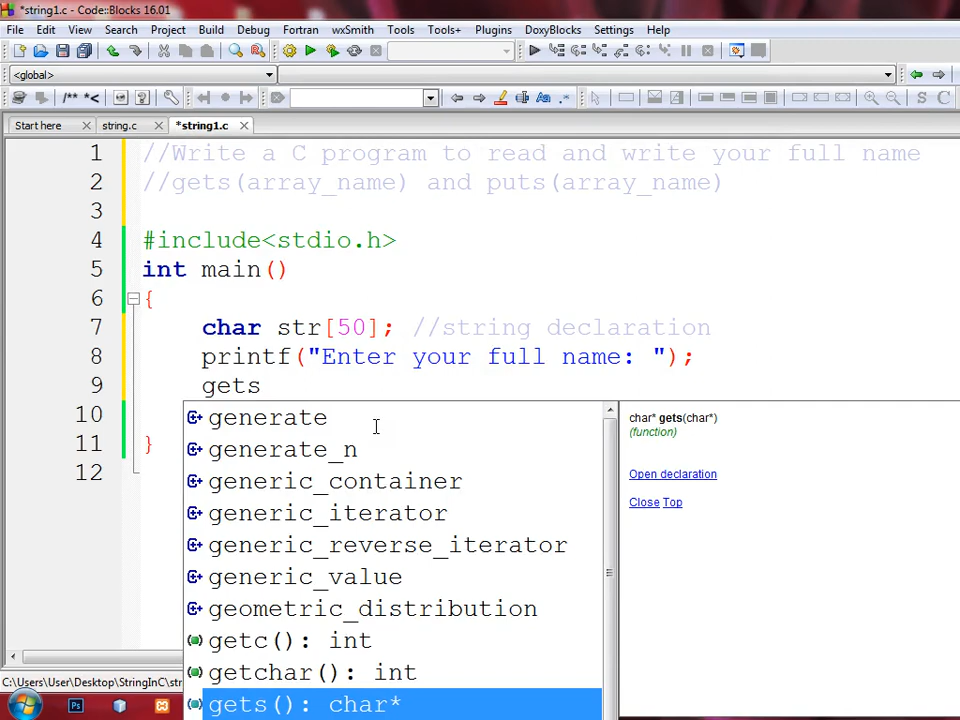 *string1.c - Code::Blocks 16.01
File Edit View Search Project Build Debug Fortran wxSmith Tools Tools+ Plugins DoxyBlocks Settings Help
<global>
/** *<
Start here string.c *string1.c
1 //Write a C program to read and write your full name
2 //gets(array_name) and puts(array_name)
3
4 #include<stdio.h>
5 int main()
6 {
7 char str[50]; //string declaration
8 printf("Enter your full name: ");
9 gets
10
11 }
12
generate
generate_n
generic_container
generic_iterator
generic_reverse_iterator
generic_value
geometric_distribution
getc(): int
getchar(): int
gets(): char*
char* gets(char*)
(function)
Open declaration
Close Top
C:\Users\User\Desktop\StringInC\str
Ps